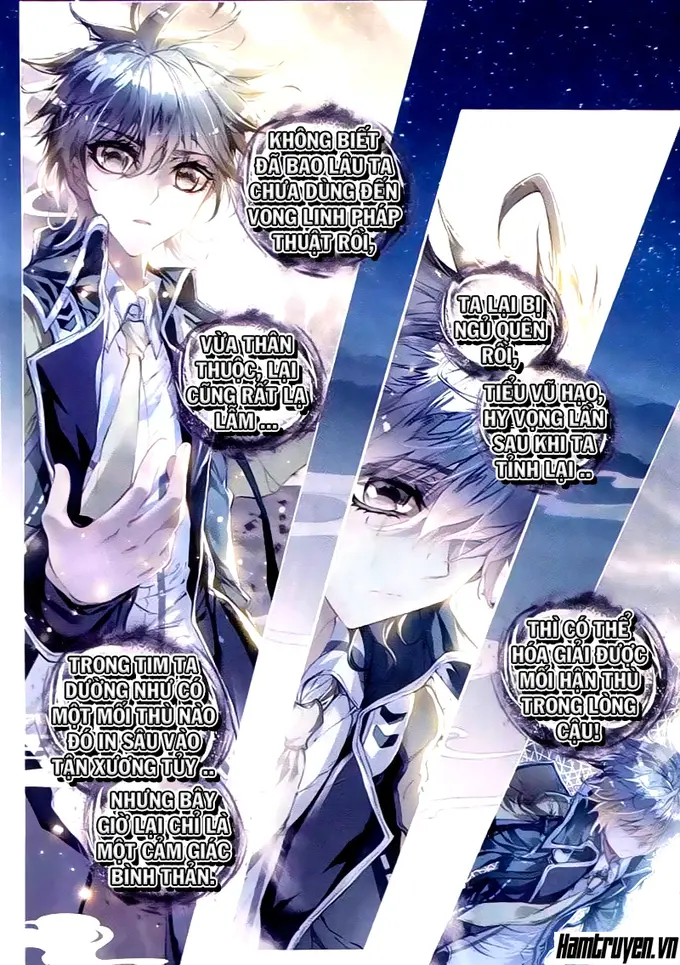 KHÔNG BIẾT
ĐÃ BAO LÂU TA
CHƯA DÙNG ĐẾN
VONG LINH PHÁP
THUẬT RỒI,
VỪA THÂN
THUỘC, LẠI
CŨNG RẤT LẠ
LẪM ...
TRONG TIM TA
DƯỜNG NHƯ CÓ
MỘT MỐI THÙ NÀO
ĐÓ IN SÂU VÀO
TẬN XƯƠNG TỦY ..
NHƯNG BÂY
GIỜ LẠI CHỈ LÀ
MỘT CẢM GIÁC
BÌNH THẢN.
TA LẠI BỊ
NGỦ QUÊN
RỒI,
TIỂU VŨ HẠO,
HY VỌNG LẦN
SAU KHI TA
TỈNH LẠI ..
THÌ CÓ THỂ
HÓA GIẢI ĐƯỢC
MỐI HẬN THÙ
TRONG LÒNG
CẬU!
Hamtruyen.vn